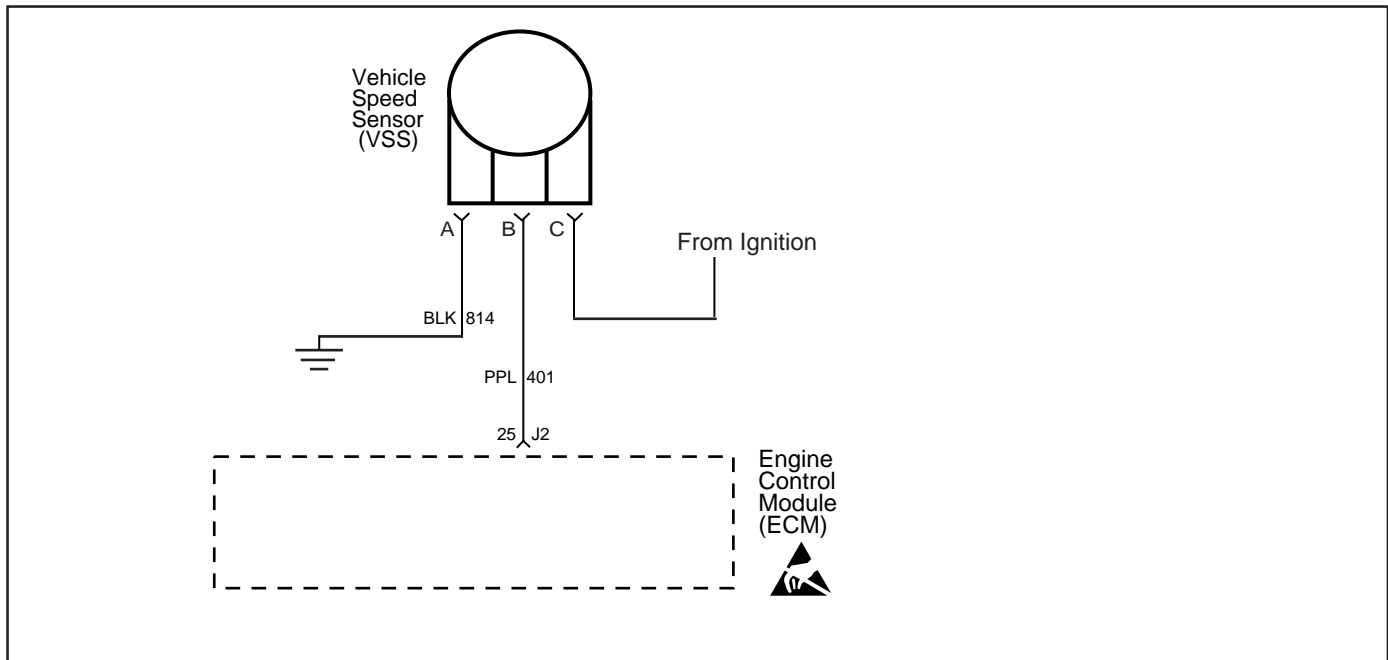 Vehicle
Speed
Sensor
(VSS)
A B C
From Ignition
BLK 814
PPL 401
25 J2
Engine
Control
Module
(ECM)